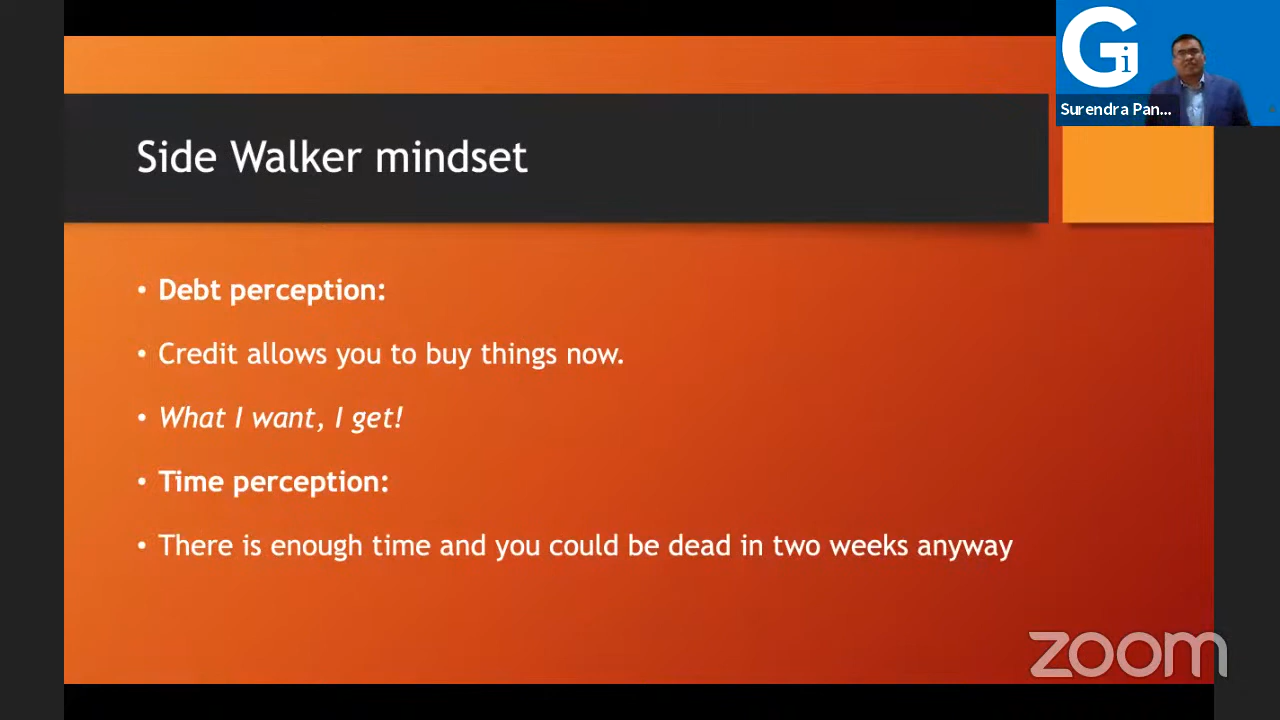 Gi
Surendra Pan...
Side Walker mindset
• Debt perception:
• Credit allows you to buy things now.
• What I want, I get!
• Time perception:
• There is enough time and you could be dead in two weeks anyway
zoom